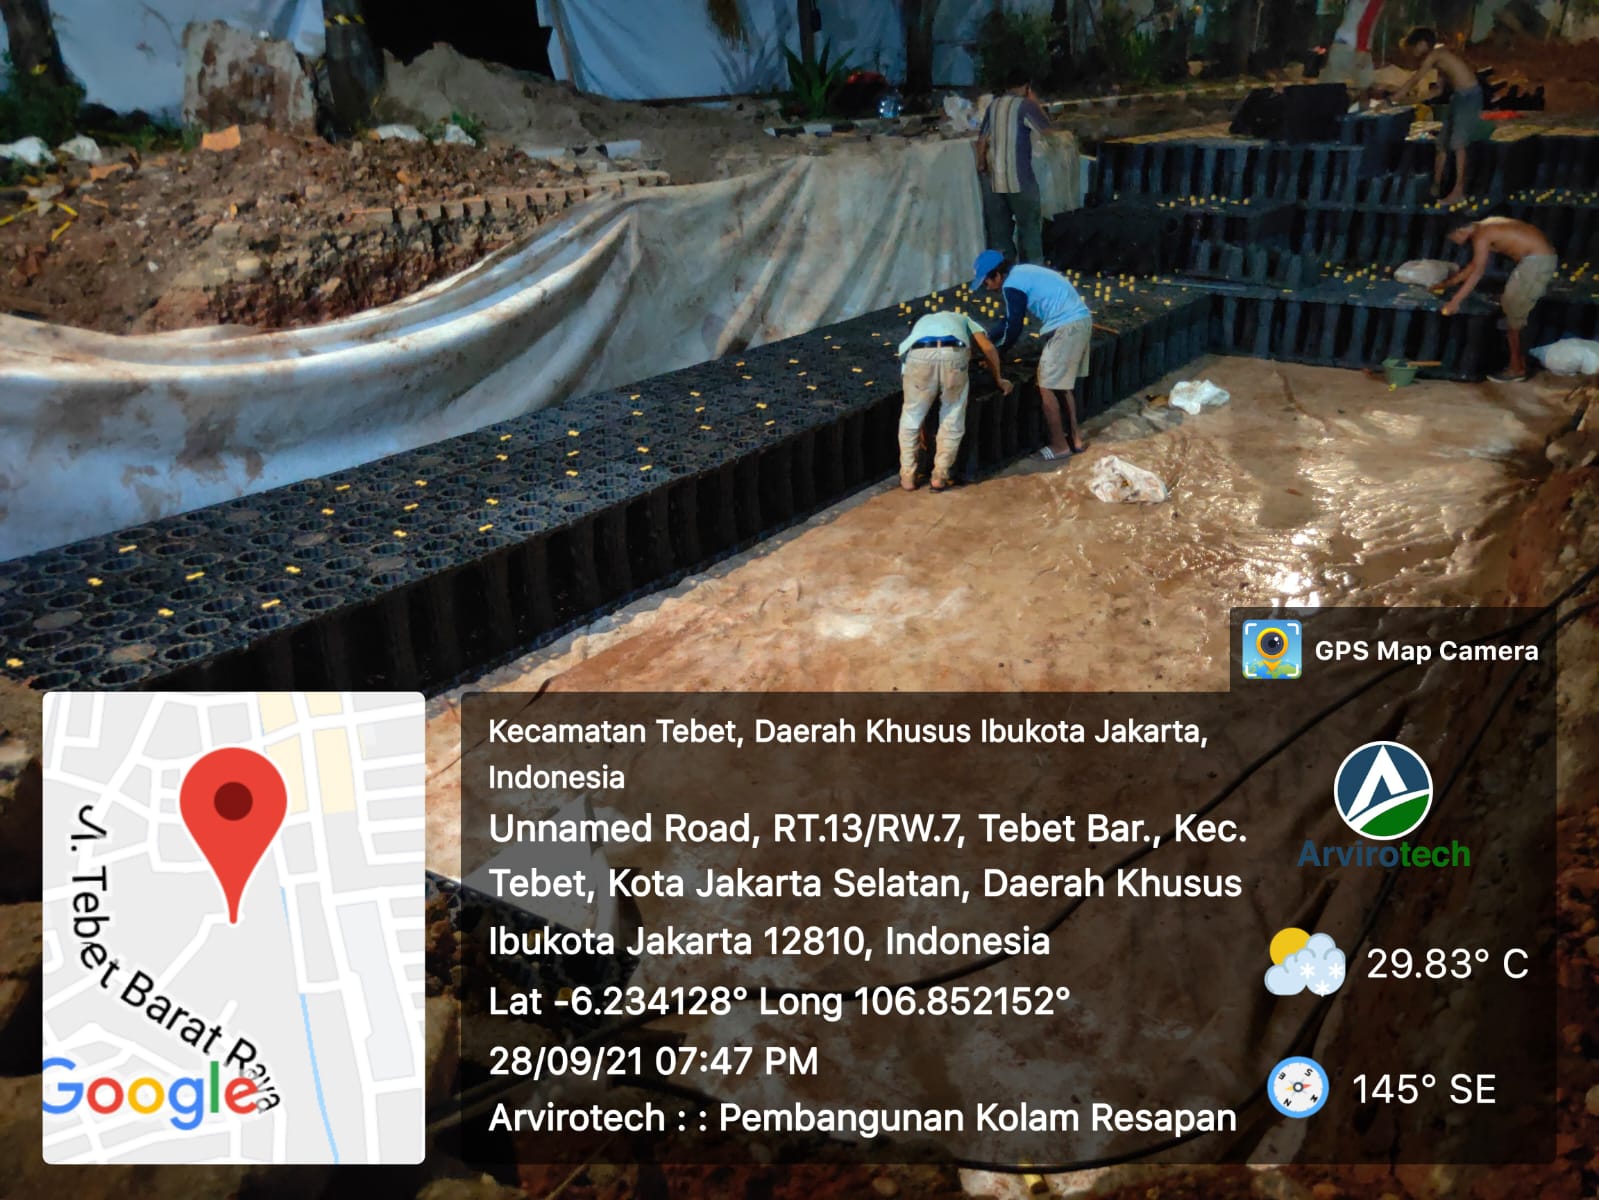 GPS Map Camera
Kecamatan Tebet, Daerah Khusus Ibukota Jakarta,
Indonesia
Unnamed Road, RT.13/RW.7, Tebet Bar., Kec.
Tebet, Kota Jakarta Selatan, Daerah Khusus
Ibukota Jakarta 12810, Indonesia
Lat -6.234128° Long 106.852152°
28/09/21 07:47 PM
Arvirotech : : Pembangunan Kolam Resapan
Arvirotech
29.83° C
145° SE
Jl. Tebet Barat Raya
Google